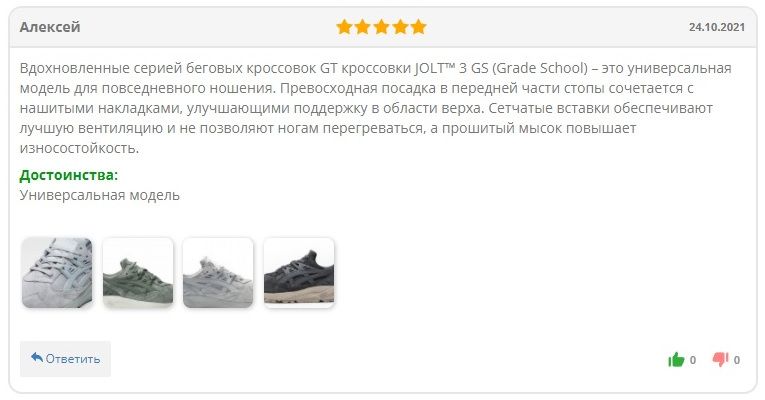 Алексей
24.10.2021
Вдохновленные серией беговых кроссовок GT кроссовки JOLT™ 3 GS (Grade School) – это универсальная
модель для повседневного ношения. Превосходная посадка в передней части стопы сочетается с
нашитыми накладками, улучшающими поддержку в области верха. Сетчатые вставки обеспечивают
лучшую вентиляцию и не позволяют ногам перегреваться, а прошитый мысок повышает
износостойкость.
Достоинства:
Универсальная модель
Ответить
0 0